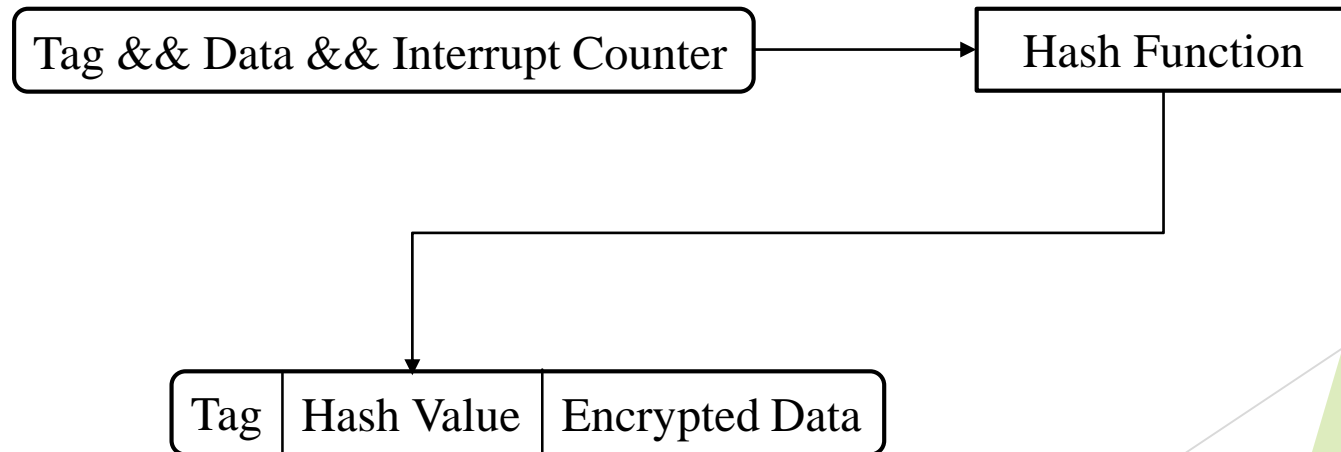 Tag && Data && Interrupt Counter
Hash Function
Tag
Hash Value
Encrypted Data